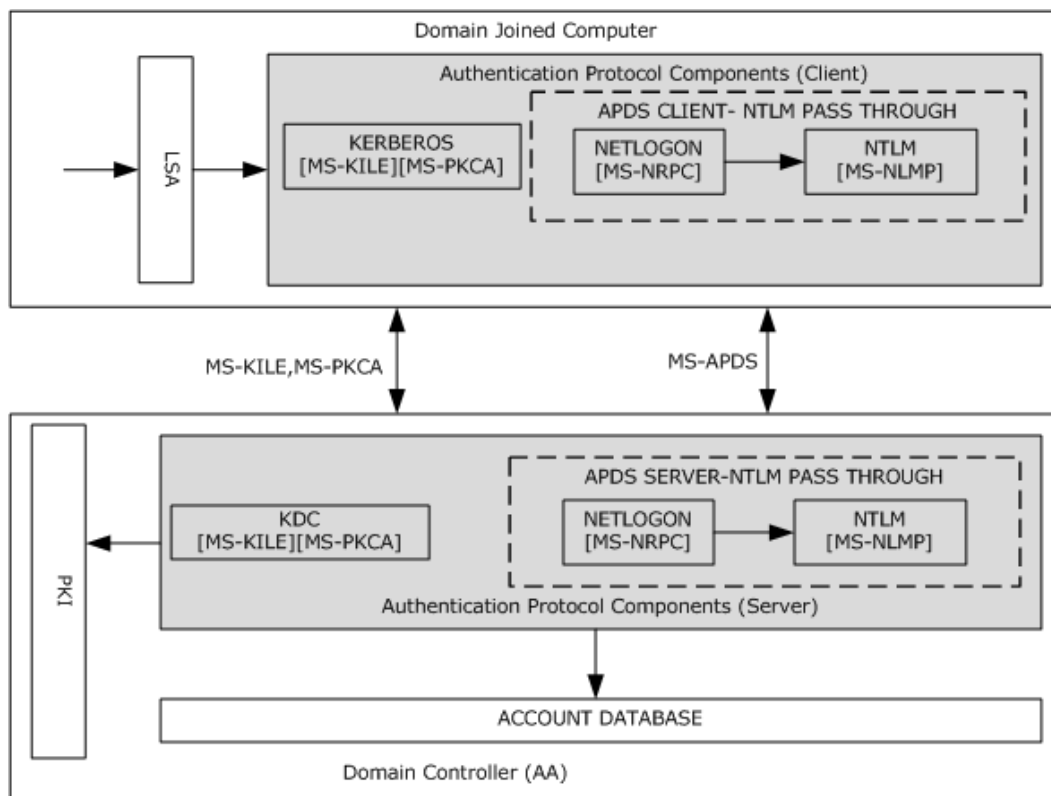 Domain Joined Computer
Authentication Protocol Components (Client)
LSA
APDS CLIENT- NTLM PASS THROUGH
KERBEROS
[MS-KILE][MS-PKCA]
NETLOGON
[MS-NRPC]
NTLM
[MS-NLMP]
MS-KILE,MS-PKCA
MS-APDS
PKI
APDS SERVER-NTLM PASS THROUGH
KDC
[MS-KILE][MS-PKCA]
NETLOGON
[MS-NRPC]
NTLM
[MS-NLMP]
Authentication Protocol Components (Server)
ACCOUNT DATABASE
Domain Controller (AA)